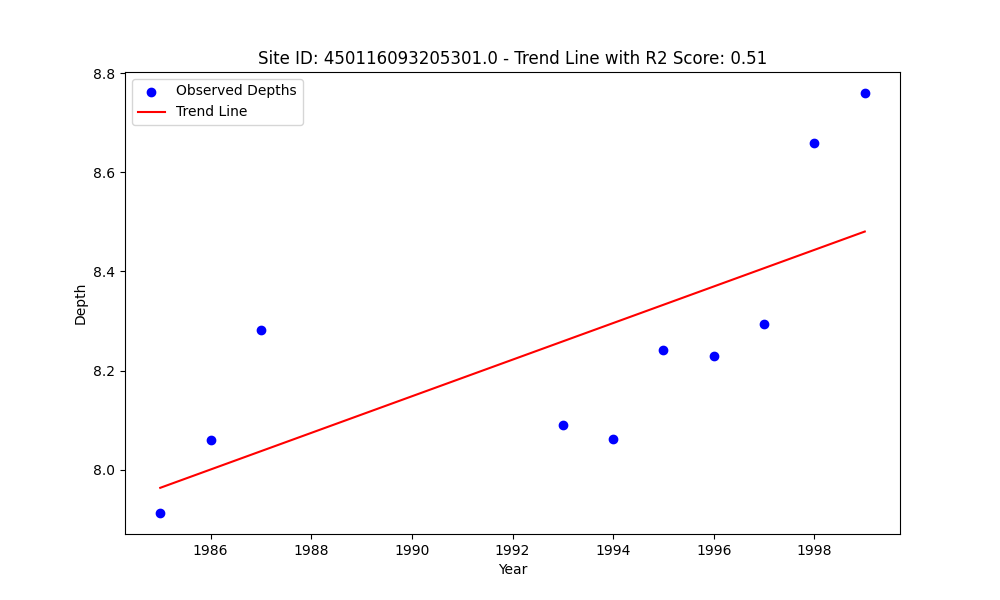 Site ID: 450116093205301.0 - Trend Line with R2 Score: 0.51
Observed Depths
Trend Line
8.8
8.6
8.4
8.2
8.0
Depth
1986 1988 1990 1992 1994 1996 1998
Year